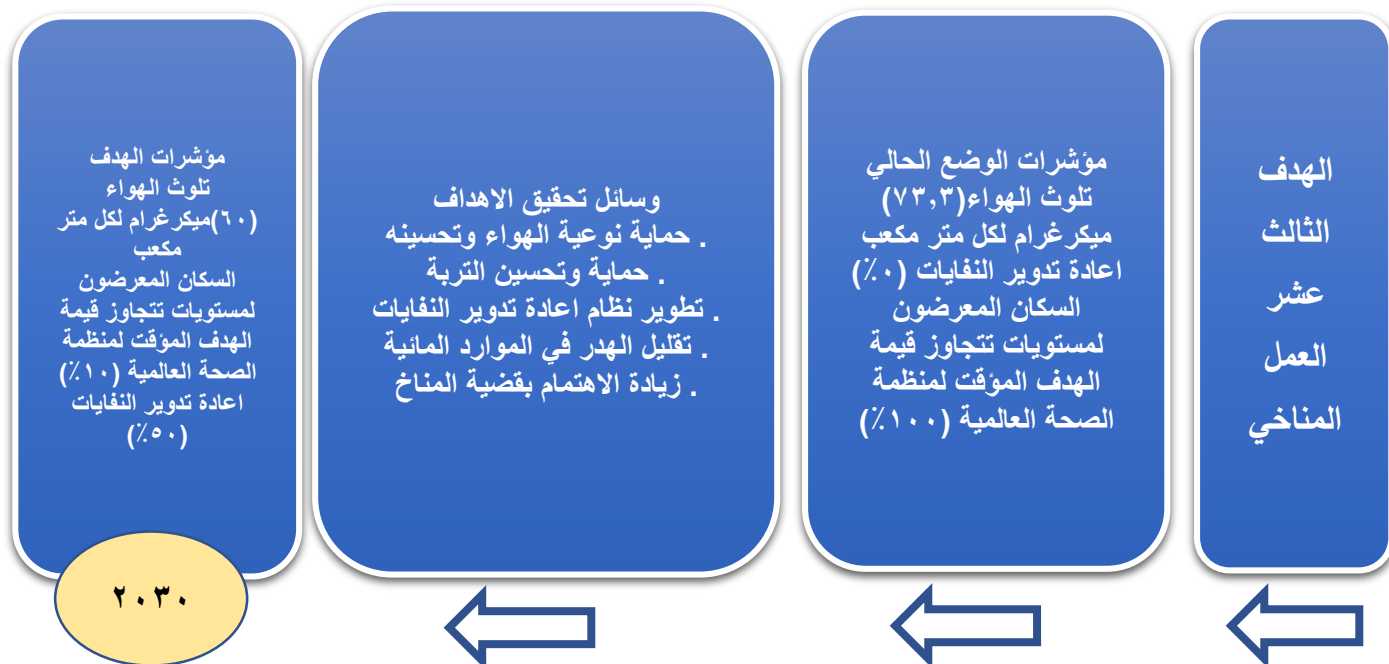 الهدف
الثالث
عشر
العمل
المناخي
مؤشرات الوضع الحالي
تلوث الهواء(٧٣,٣)
ميكرغرام لكل متر مكعب
اعادة تدوير النفايات (٠٪)
السكان المعرضون
لمستويات تتجاوز قيمة
الهدف المؤقت لمنظمة
الصحة العالمية (١٠٠٪)
وسائل تحقيق الاهداف
. حماية نوعية الهواء وتحسينه
. حماية وتحسين التربة
. تطوير نظام اعادة تدوير النفايات
. تقليل الهدر في الموارد المائية
. زيادة الاهتمام بقضية المناخ
مؤشرات الهدف
تلوث الهواء
(٦٠)ميكرغرام لكل متر
مكعب
السكان المعرضون
لمستويات تتجاوز قيمة
الهدف المؤقت لمنظمة
الصحة العالمية (١٠٪)
اعادة تدوير النفايات
(٥٠٪)
٢٠٣٠